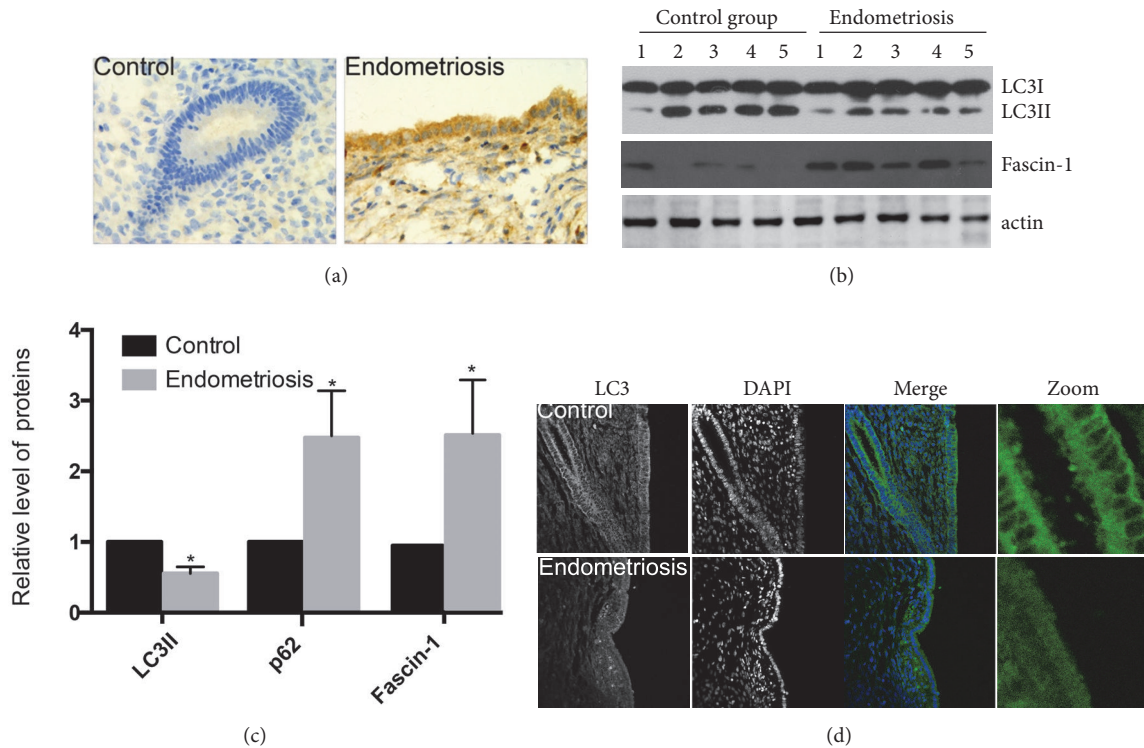 Control
Endometriosis
(a)
Control group Endometriosis
1 2 3 4 5 1 2 3 4 5
LC3I
LC3II
Fascin-1
actin
(b)
Relative level of proteins
4
3
2
1
0
Control
Endometriosis
*
*
*
LC3II
p62
Fascin-1
(c)
LC3 DAPI Merge Zoom
Control
Endometriosis
(d)